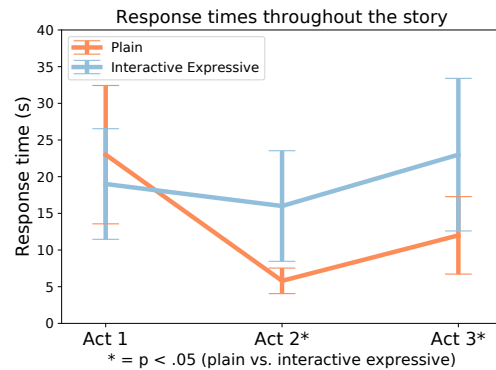 Response times throughout the story
Plain
Interactive Expressive
Response time (s)
40
35
30
25
20
15
10
5
0
Act 1 Act 2* Act 3*
* = p < .05 (plain vs. interactive expressive)